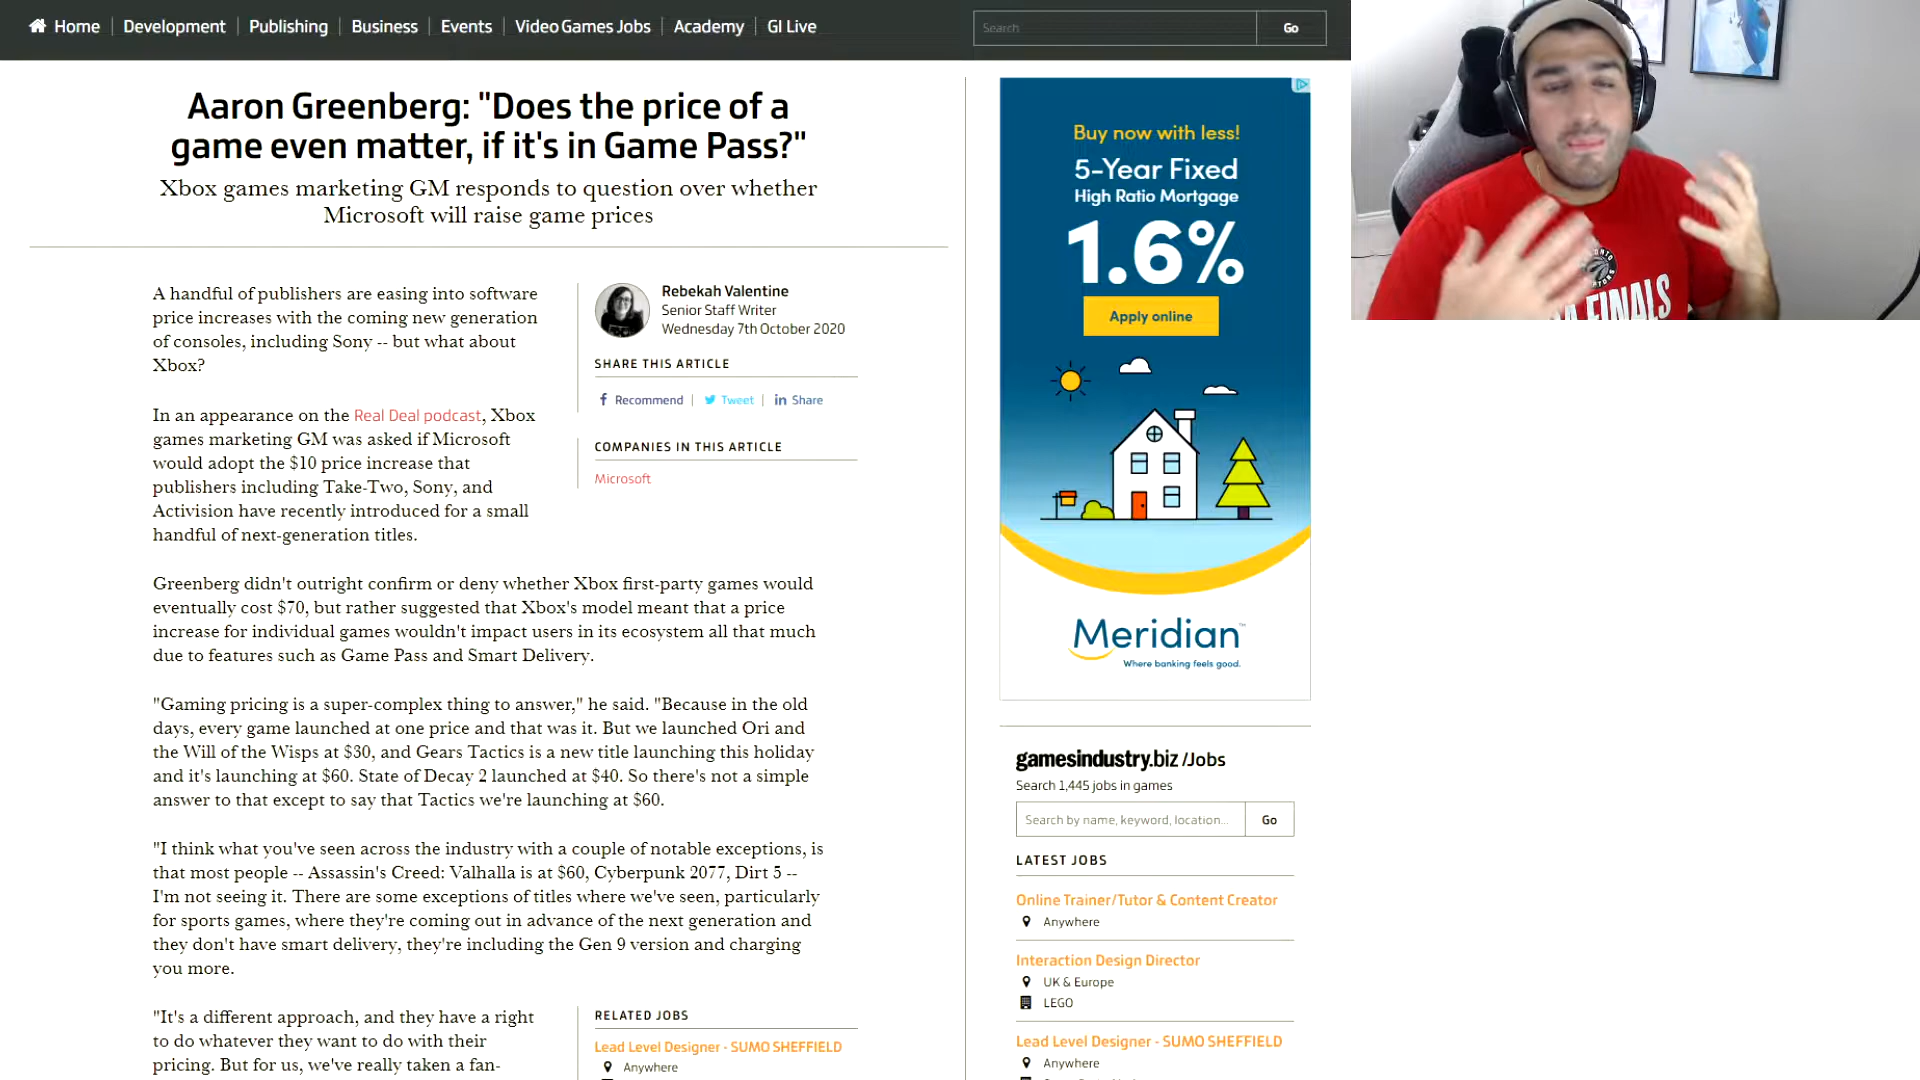 Home
Development
Publishing
Business
Events
Video Games Jobs
Academy
GI Live
Search
Go
Aaron Greenberg: "Does the price of a
game even matter, if it's in Game Pass?"
Xbox games marketing GM responds to question over whether
Microsoft will raise game prices
A handful of publishers are easing into software
price increases with the coming new generation
of consoles, including Sony -- but what about
Xbox?
In an appearance on the Real Deal podcast, Xbox
games marketing GM was asked if Microsoft
would adopt the $10 price increase that
publishers including Take-Two, Sony, and
Activision have recently introduced for a small
handful of next-generation titles.
Rebekah Valentine
Senior Staff Writer
Wednesday 7th October 2020
SHARE THIS ARTICLE
Recommend
Tweet
Share
COMPANIES IN THIS ARTICLE
Microsoft
Greenberg didn't outright confirm or deny whether Xbox first-party games would
eventually cost $70, but rather suggested that Xbox's model meant that a price
increase for individual games wouldn't impact users in its ecosystem all that much
due to features such as Game Pass and Smart Delivery.
"Gaming pricing is a super-complex thing to answer," he said. "Because in the old
days, every game launched at one price and that was it. But we launched Ori and
the Will of the Wisps at $30, and Gears Tactics is a new title launching this holiday
and it's launching at $60. State of Decay 2 launched at $40. So there's not a simple
answer to that except to say that Tactics we're launching at $60.
"I think what you've seen across the industry with a couple of notable exceptions, is
that most people -- Assassin's Creed: Valhalla is at $60, Cyberpunk 2077, Dirt 5 --
I'm not seeing it. There are some exceptions of titles where we've seen, particularly
for sports games, where they're coming out in advance of the next generation and
they don't have smart delivery, they're including the Gen 9 version and charging
you more.
"It's a different approach, and they have a right
to do whatever they want to do with their
pricing. But for us, we've really taken a fan-
RELATED JOBS
Lead Level Designer - SUMO SHEFFIELD
Anywhere
Buy now with less!
5-Year Fixed
High Ratio Mortgage
1.6%
Apply online
Meridian™
Where banking feels good.
gamesindustry.biz /Jobs
Search 1,445 jobs in games
Search by name, keyword, location...
Go
LATEST JOBS
Online Trainer/Tutor & Content Creator
Anywhere
Interaction Design Director
UK & Europe
LEGO
Lead Level Designer - SUMO SHEFFIELD
Anywhere
FINALS